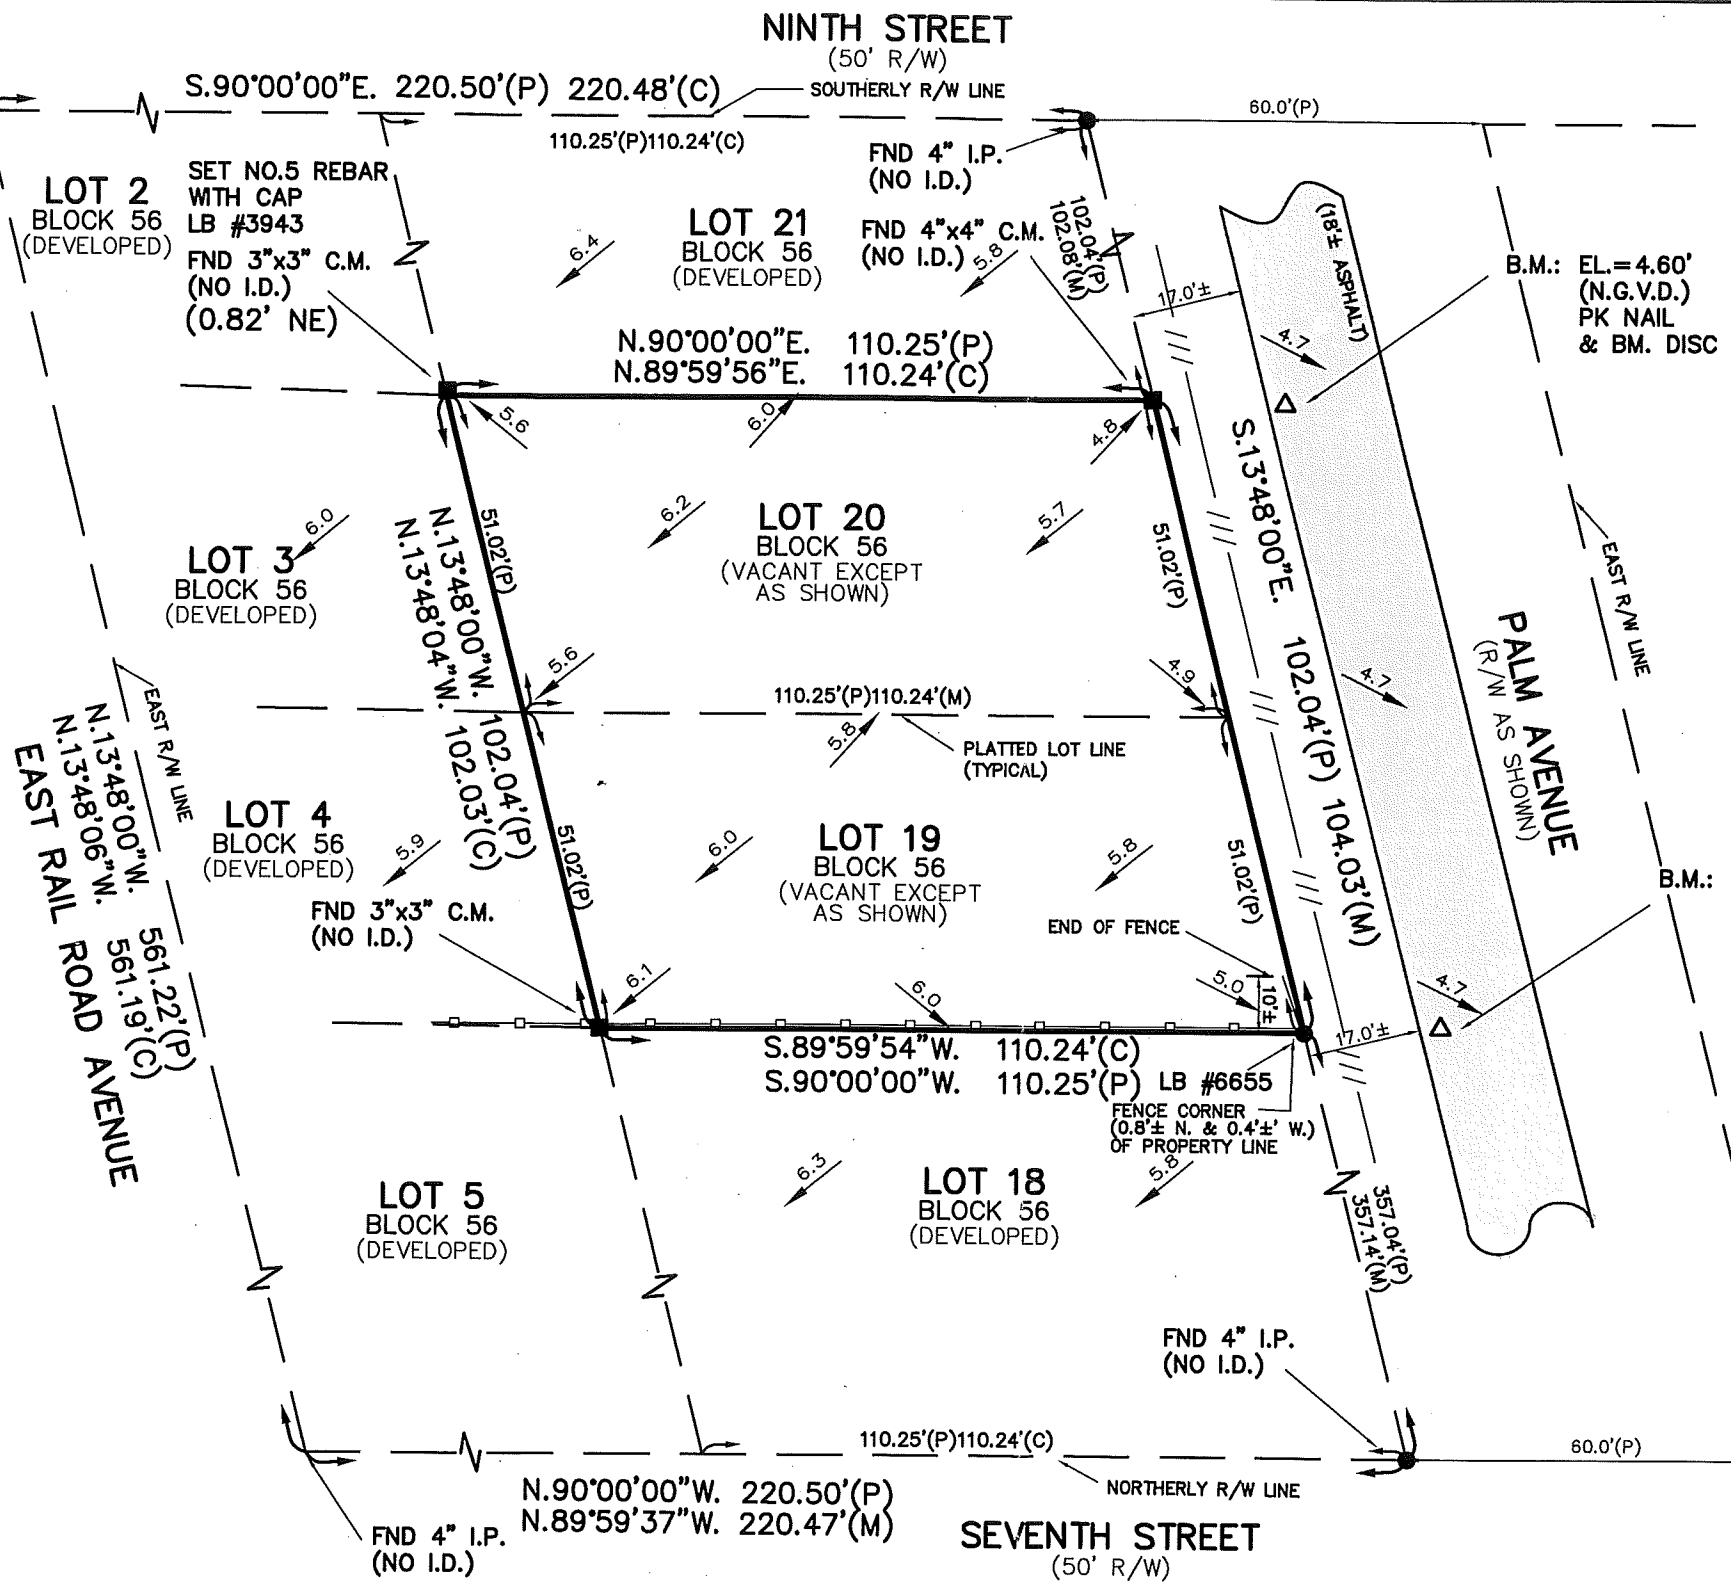 NINTH STREET
(50' R/W)
S.90°00'00"E. 220.50'(P) 220.48'(C)
SOUTHERLY R/W LINE
60.0'(P)
110.25'(P)110.24'(C)
FND 4" I.P.
(NO I.D.)
LOT 2
BLOCK 56
(DEVELOPED)
SET NO.5 REBAR
WITH CAP
LB #3943
FND 3"x3" C.M.
(NO I.D.)
(0.82' NE)
6.4
LOT 21
BLOCK 56
(DEVELOPED)
FND 4"x4" C.M.
(NO I.D.)
5.8
102.04'(P)
102.08'(M)
17.0'±
(18'± ASPHALT)
B.M.: EL.=4.60'
(N.G.V.D.)
PK NAIL
& BM. DISC
4.7
N.90°00'00"E. 110.25'(P)
N.89°59'56"E. 110.24'(C)
5.6
6.0
4.8
S.13°48'00"E. 102.04'(P) 104.03'(M)
6.0
LOT 3
BLOCK 56
(DEVELOPED)
51.02'(P)
N.13°48'00"W. 102.04'(P)
N.13°48'04"W. 102.03'(C)
6.2
LOT 20
BLOCK 56
(VACANT EXCEPT
AS SHOWN)
5.7
51.02'(P)
EAST R/W LINE
PALM AVENUE
(R/W AS SHOWN)
5.6
4.9
4.7
110.25'(P)110.24'(M)
5.8
PLATTED LOT LINE
(TYPICAL)
EAST R/W LINE
N.13°48'00"W. 561.22'(P)
N.13°48'06"W. 561.19'(C)
EAST RAIL ROAD AVENUE
LOT 4
BLOCK 56
(DEVELOPED)
5.9
51.02'(P)
6.0
LOT 19
BLOCK 56
(VACANT EXCEPT
AS SHOWN)
5.8
51.02'(P)
B.M.:
FND 3"x3" C.M.
(NO I.D.)
END OF FENCE
6.1
6.0
5.0
10'±
4.7
17.0'±
S.89°59'54"W. 110.24'(C)
S.90°00'00"W. 110.25'(P)
LB #6655
FENCE CORNER
(0.8'± N. & 0.4'±' W.)
OF PROPERTY LINE
LOT 5
BLOCK 56
(DEVELOPED)
6.3
LOT 18
BLOCK 56
(DEVELOPED)
5.8
357.04'(P)
357.14'(M)
FND 4" I.P.
(NO I.D.)
110.25'(P)110.24'(C)
60.0'(P)
N.90°00'00"W. 220.50'(P)
N.89°59'37"W. 220.47'(M)
NORTHERLY R/W LINE
FND 4" I.P.
(NO I.D.)
SEVENTH STREET
(50' R/W)